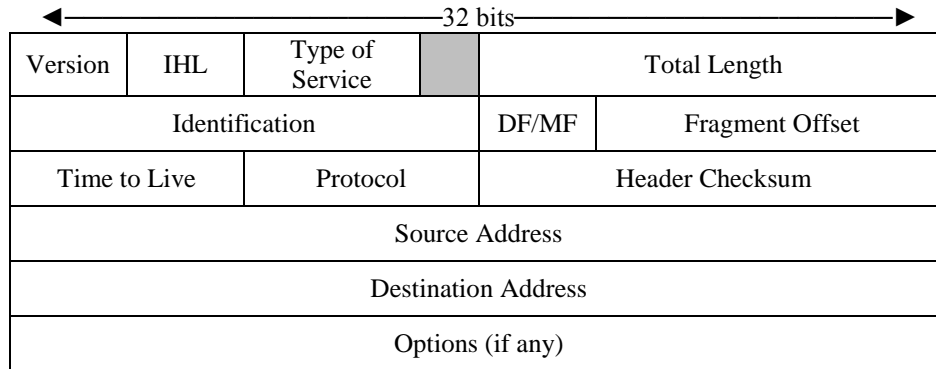 32 bits
Version IHL Type of Service Total Length
Identification DF/MF Fragment Offset
Time to Live Protocol Header Checksum
Source Address
Destination Address
Options (if any)